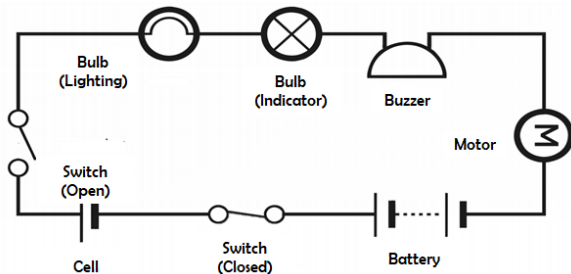 Bulb
(Lighting)
Bulb
(Indicator)
Buzzer
Motor
M
Switch
(Open)
Cell
Switch
(Closed)
Battery